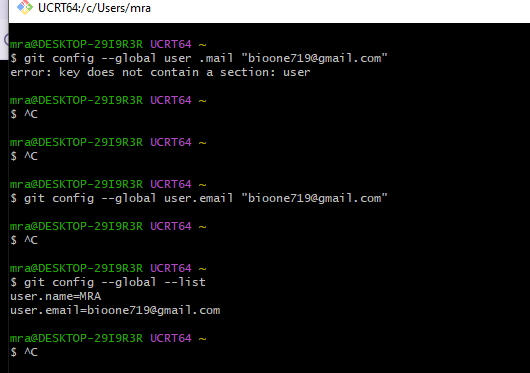 UCRT64:/c/Users/mra
mra@DESKTOP-29I9R3R UCRT64 ~
$ git config --global user .mail "bioone719@gmail.com"
error: key does not contain a section: user
mra@DESKTOP-29I9R3R UCRT64 ~
$ ^C
mra@DESKTOP-29I9R3R UCRT64 ~
$ ^C
mra@DESKTOP-29I9R3R UCRT64 ~
$ git config --global user.email "bioone719@gmail.com"
mra@DESKTOP-29I9R3R UCRT64 ~
$ ^C
mra@DESKTOP-29I9R3R UCRT64 ~
$ git config --global --list
user.name=MRA
user.email=bioone719@gmail.com
mra@DESKTOP-29I9R3R UCRT64 ~
$ ^C